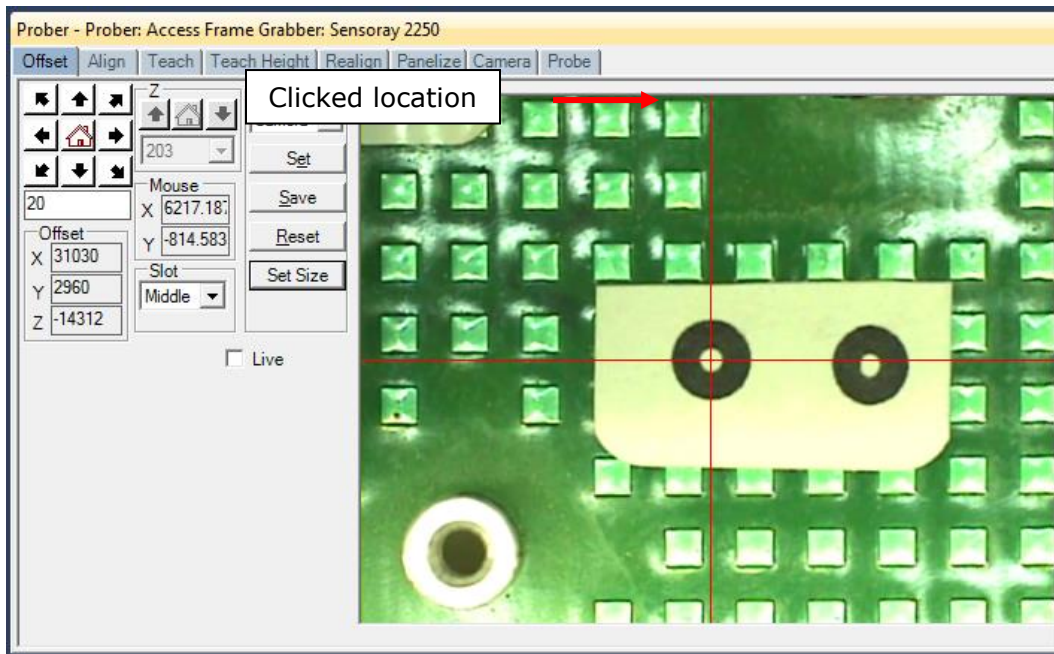 Prober - Prober: Access Frame Grabber: Sensoray 2250
Offset Align Teach Teach Height Realign Panelize Camera Probe
Clicked location
Z
203
Set
Mouse
20
X 6217.187
Save
Offset
Y -814.583
Reset
X 31030
Slot
Set Size
Y 2960
Middle
Z -14312
Live